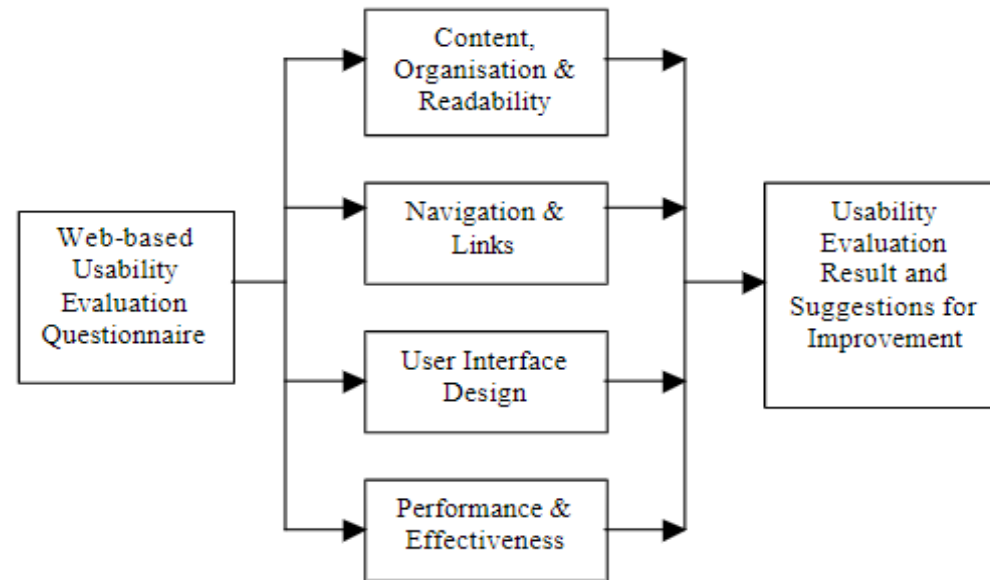 Content,
Organisation &
Readability
Navigation &
Links
Web-based
Usability
Evaluation
Questionnaire
User Interface
Design
Performance &
Effectiveness
Usability
Evaluation
Result and
Suggestions for
Improvement